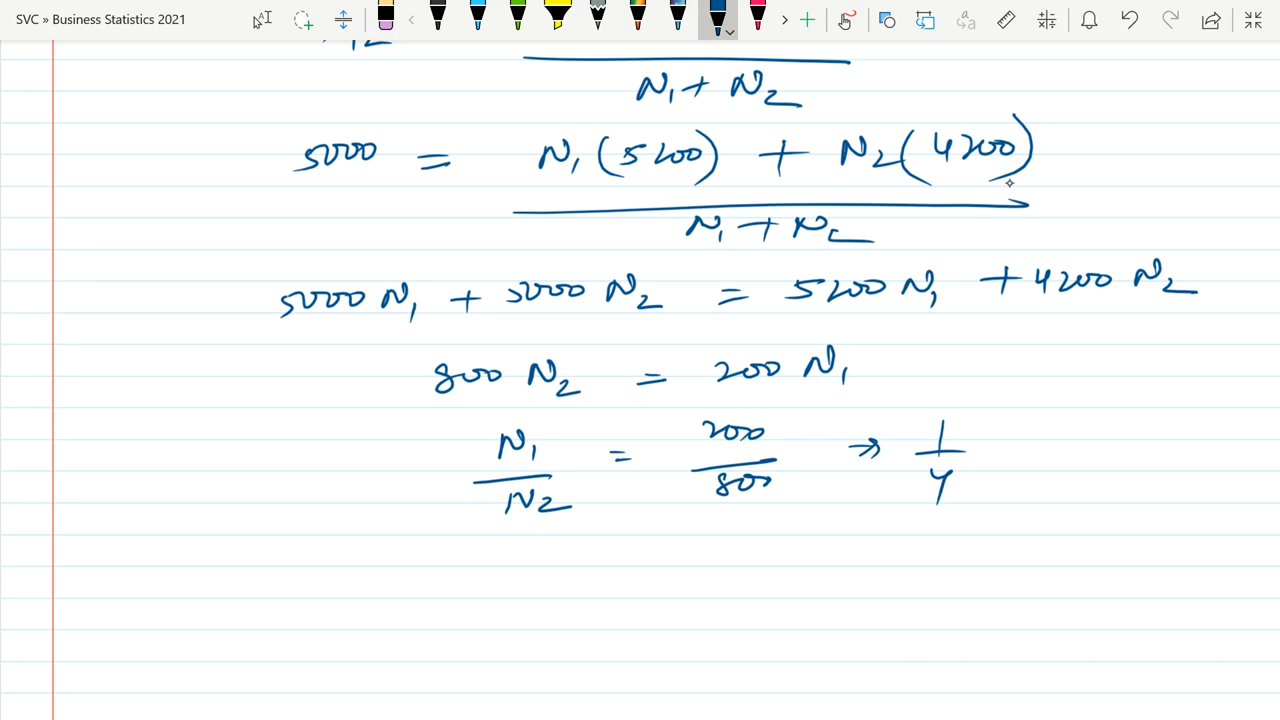 SVC » Business Statistics 2021
12
N₁ + N₂
5000 = N₁ (5200) + N₂ (4200)
N₁ + N₂
5000 N₁ + 5000 N₂ = 5200 N₁ + 4200 N₂
800 N₂ = 200 N₁
N₁ / N₂ = 200 / 800 → 1 / 4